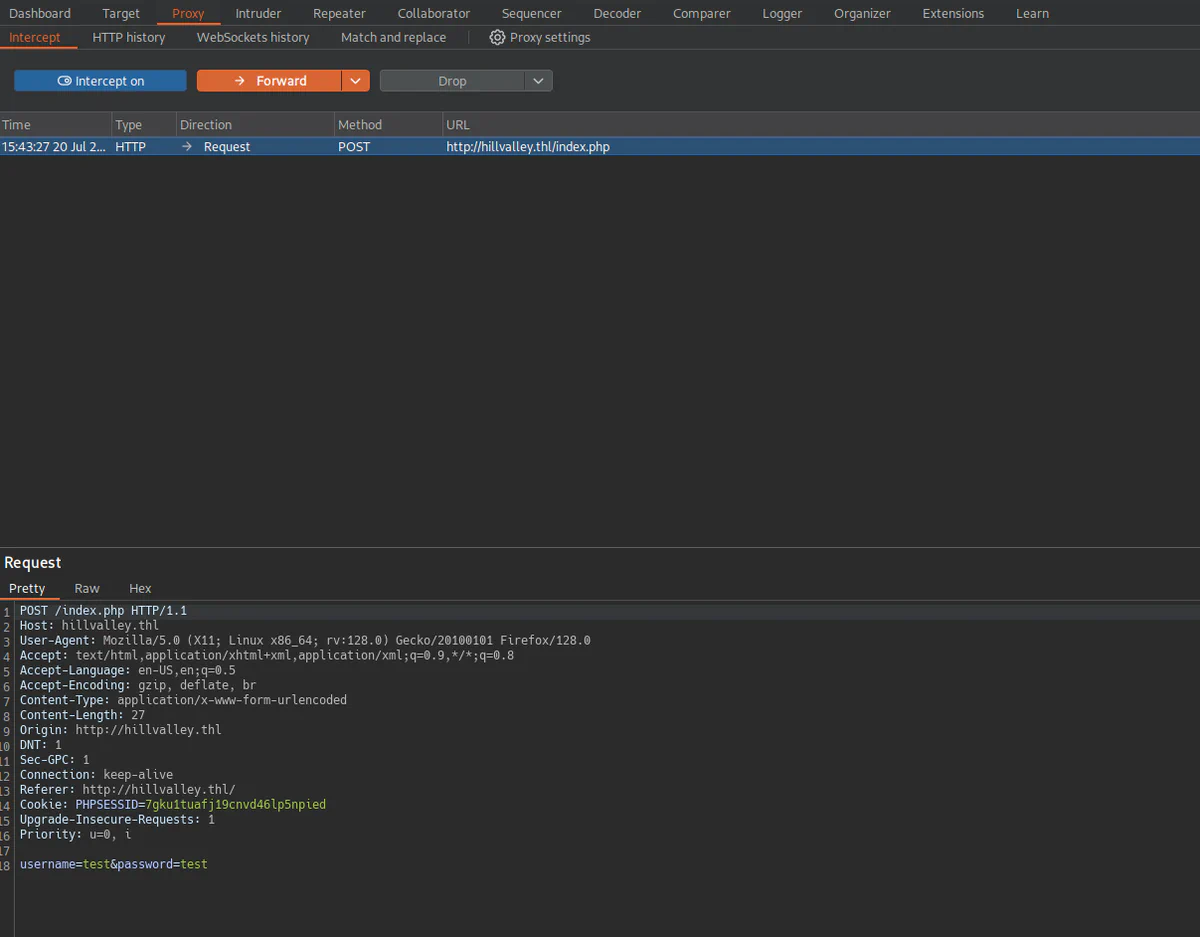 Dashboard Target Proxy Intruder Repeater Collaborator Sequencer Decoder Comparer Logger Organizer Extensions Learn
Intercept HTTP history WebSockets history Match and replace Proxy settings
Intercept on Forward Drop
Time Type Direction Method URL
15:43:27 20 Jul 2... HTTP Request POST http://hillvalley.thl/index.php
Request
Pretty Raw Hex
1 POST /index.php HTTP/1.1
2 Host: hillvalley.thl
3 User-Agent: Mozilla/5.0 (X11; Linux x86_64; rv:128.0) Gecko/20100101 Firefox/128.0
4 Accept: text/html,application/xhtml+xml,application/xml;q=0.9,*/*;q=0.8
5 Accept-Language: en-US,en;q=0.5
6 Accept-Encoding: gzip, deflate, br
7 Content-Type: application/x-www-form-urlencoded
8 Content-Length: 27
9 Origin: http://hillvalley.thl
10 DNT: 1
11 Sec-GPC: 1
12 Connection: keep-alive
13 Referer: http://hillvalley.thl/
14 Cookie: PHPSESSID=7gku1tuafj19cnvd46lp5npied
15 Upgrade-Insecure-Requests: 1
16 Priority: u=0, i
17
18 username=test&password=test